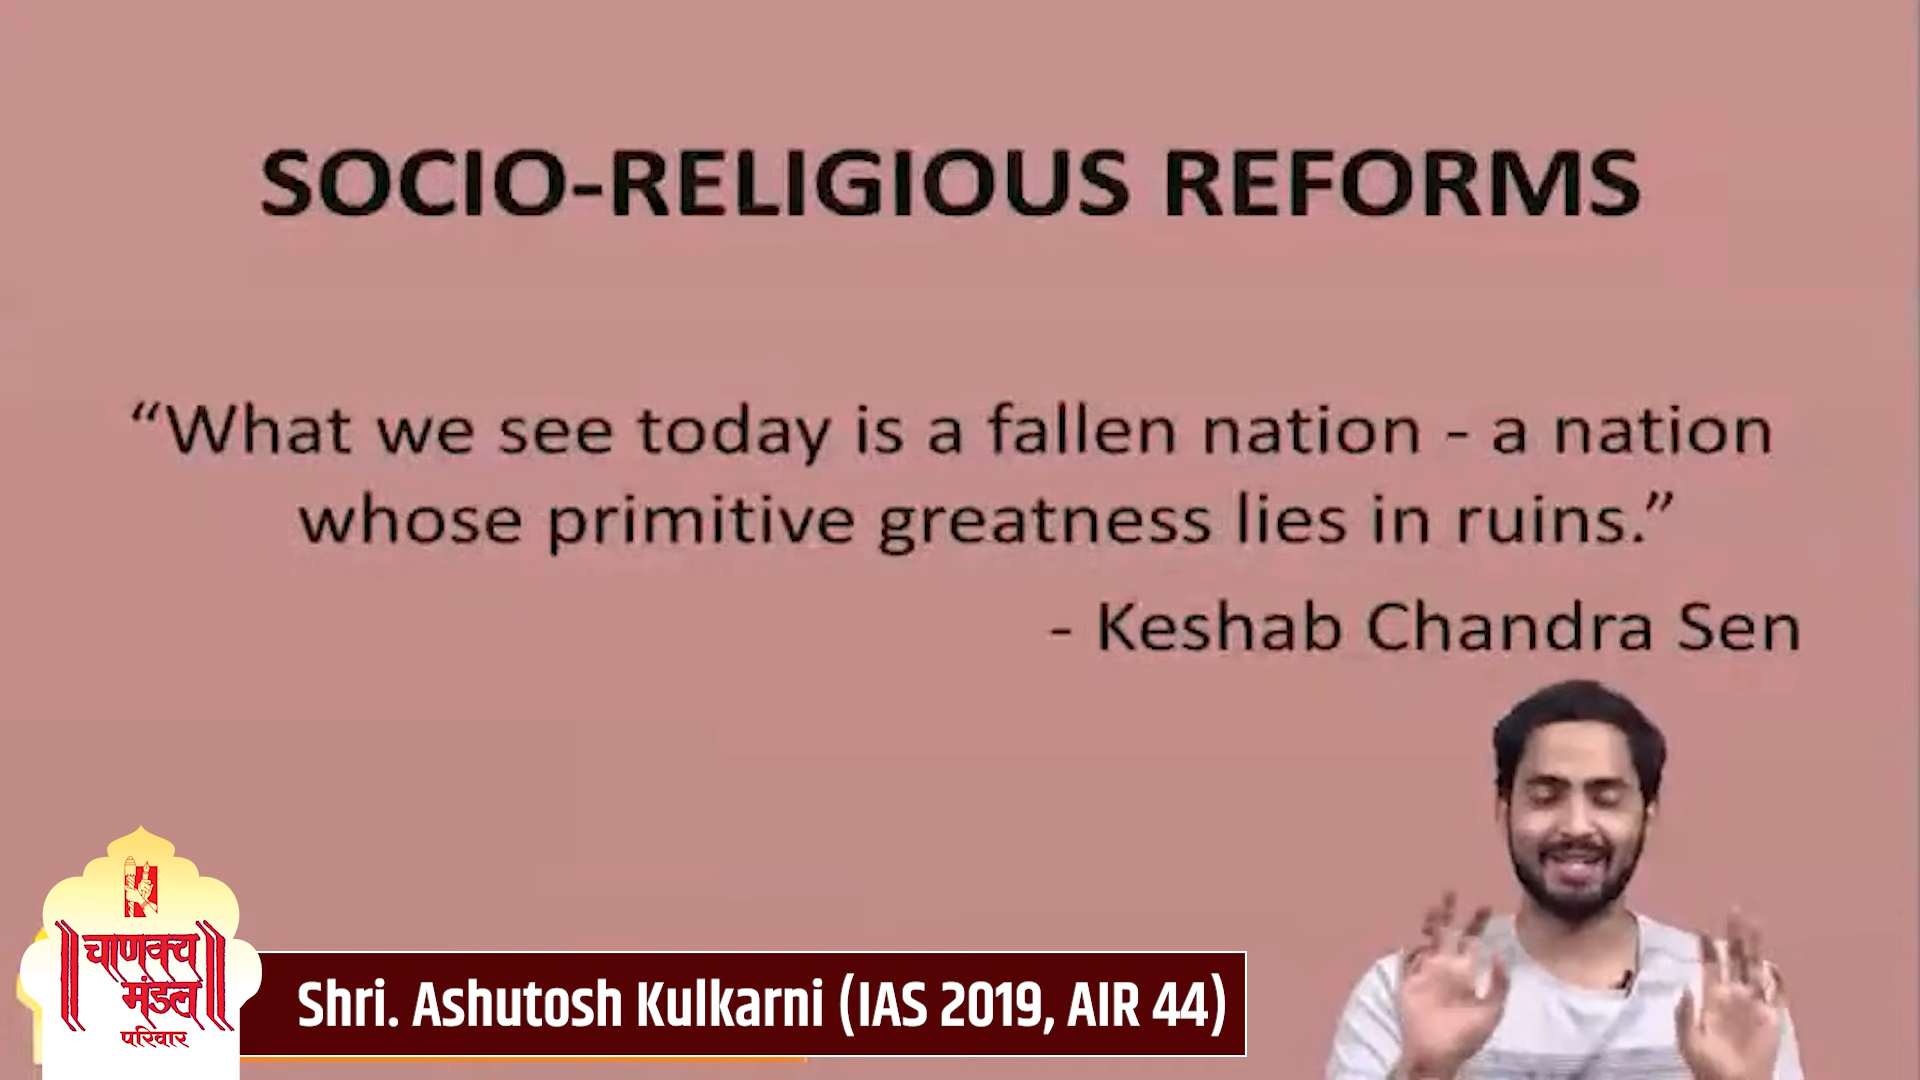 SOCIO-RELIGIOUS REFORMS
“What we see today is a fallen nation - a nation
whose primitive greatness lies in ruins.”
- Keshab Chandra Sen
चाणक्य
मंडल
परिवार
Shri. Ashutosh Kulkarni (IAS 2019, AIR 44)